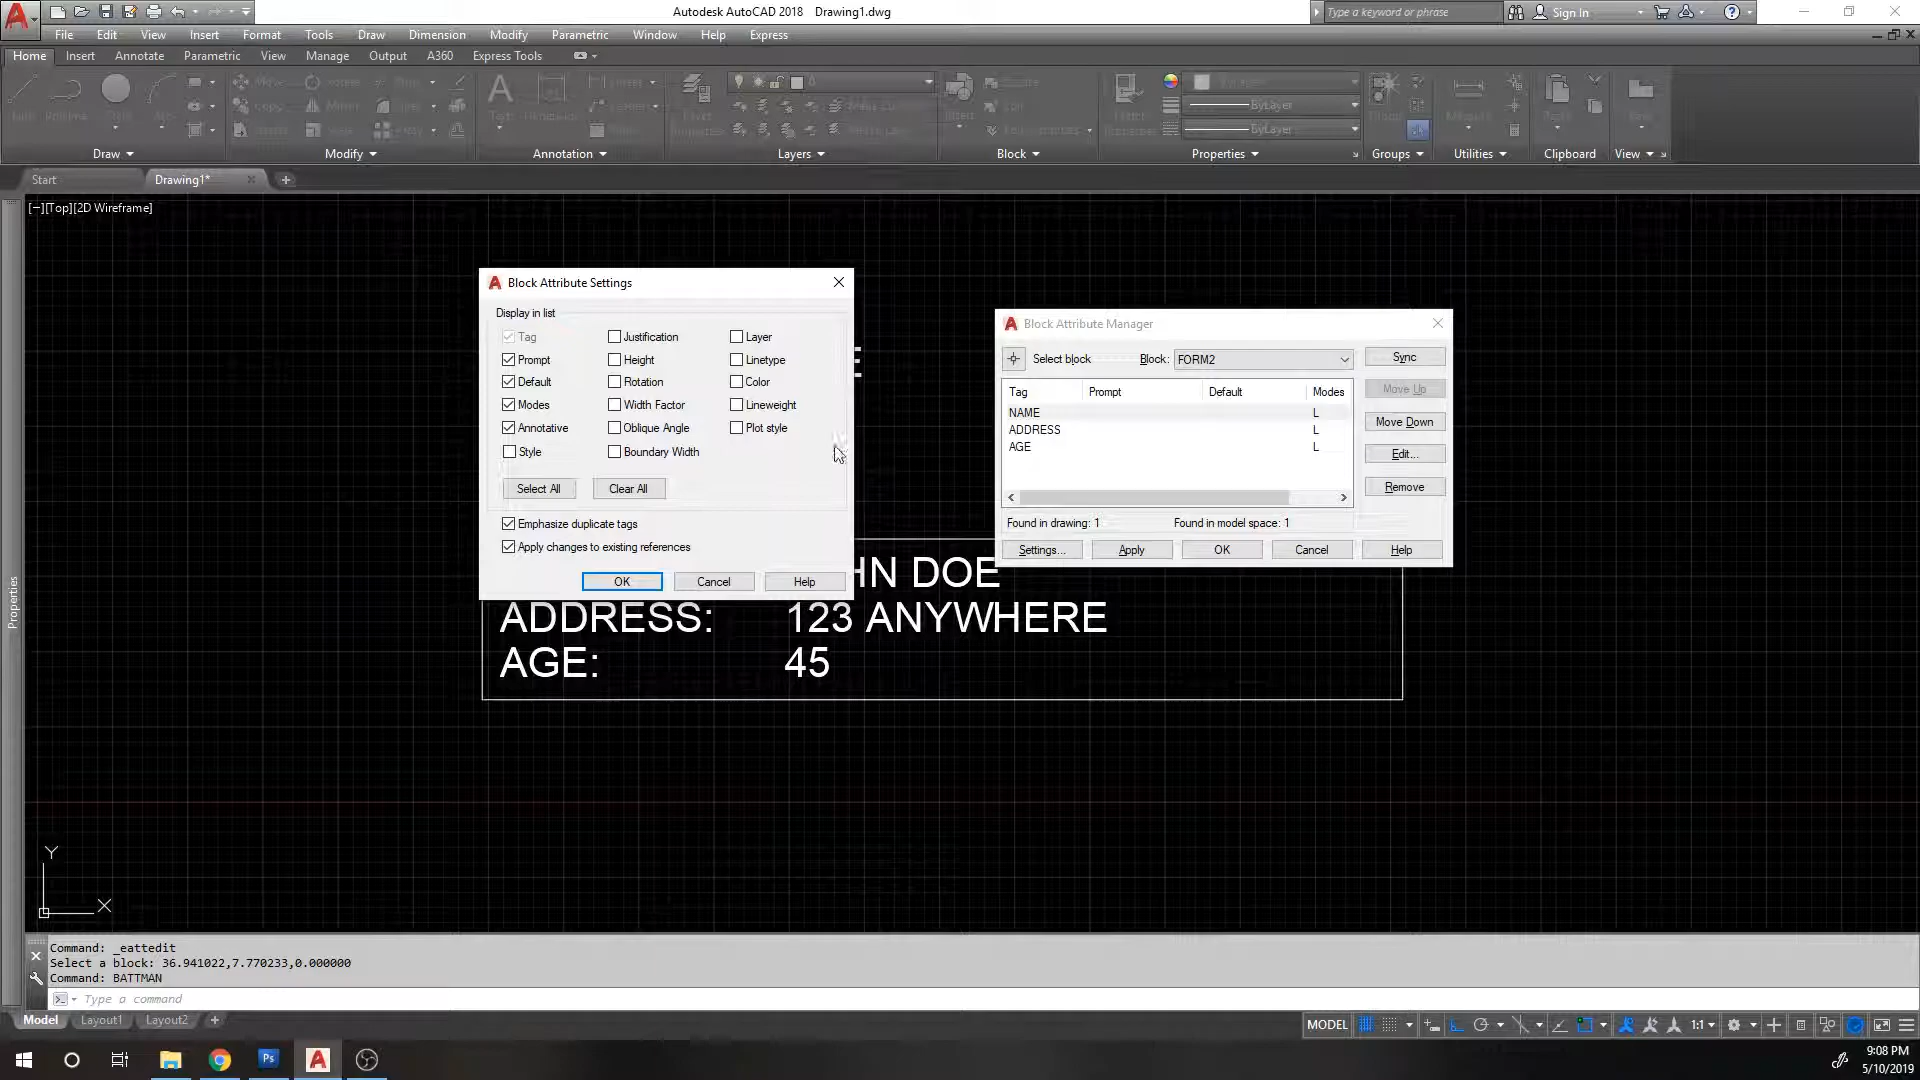 Autodesk AutoCAD 2018 Drawing1.dwg
Type a keyword or phrase
Sign In
File Edit View Insert Format Tools Draw Dimension Modify Parametric Window Help Express
Home Insert Annotate Parametric View Manage Output A360 Express Tools
ByLayer
ByLayer
Draw Modify Annotation Layers Block Properties Groups Utilities Clipboard View
Start Drawing1* +
[−][Top][2D Wireframe]
Block Attribute Settings
Display in list
Tag Justification Layer
Prompt Height Linetype
Default Rotation Color
Modes Width Factor Lineweight
Annotative Oblique Angle Plot style
Style Boundary Width
Select All Clear All
Emphasize duplicate tags
Apply changes to existing references
OK Cancel Help
Block Attribute Manager
Select block Block: FORM2 Sync
Tag Prompt Default Modes
NAME L
ADDRESS L
AGE L
Move Up
Move Down
Edit...
Remove
Found in drawing: 1 Found in model space: 1
Settings... Apply OK Cancel Help
E
HN DOE
ADDRESS: 123 ANYWHERE
AGE: 45
Properties
Y
X
Command: _eattedit
Select a block: 36.941022,7.770233,0.000000
Command: BATTMAN
Type a command
Model Layout1 Layout2 +
MODEL 1:1
Ps
9:08 PM
5/10/2019